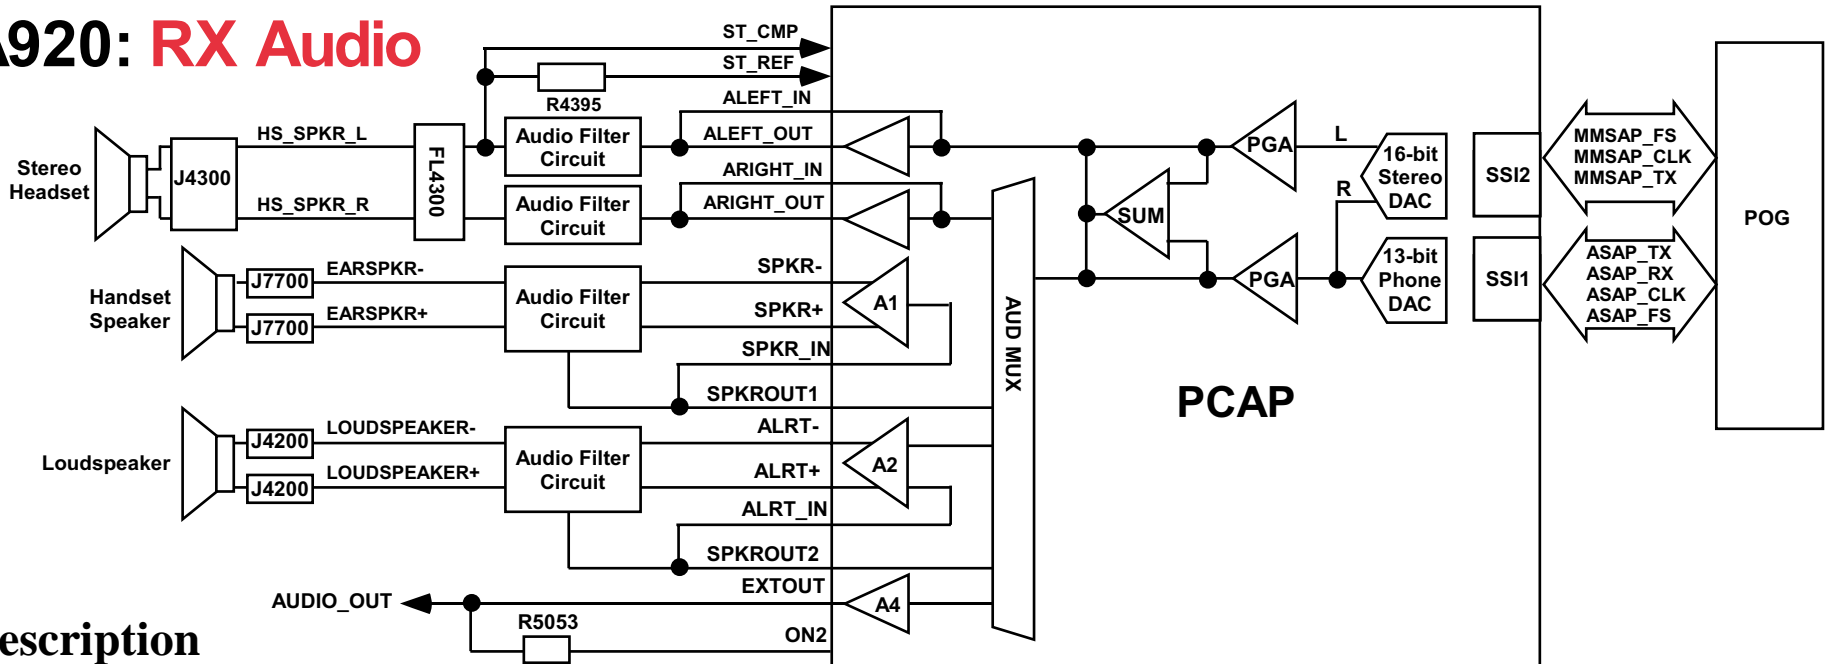 A920: RX Audio
ST_CMP
ST_REF
R4395
ALEFT_IN
HS_SPKR_L
Audio Filter
Circuit
ALEFT_OUT
PGA
L
16-bit
Stereo
DAC
SSI2
MMSAP_FS
MMSAP_CLK
MMSAP_TX
POG
Stereo
Headset
J4300
FL4300
ARIGHT_IN
HS_SPKR_R
Audio Filter
Circuit
ARIGHT_OUT
SUM
R
Handset
Speaker
J7700
EARSPKR-
J7700
EARSPKR+
Audio Filter
Circuit
SPKR-
SPKR+
A1
SPKR_IN
SPKROUT1
AUD MUX
PGA
13-bit
Phone
DAC
SSI1
ASAP_TX
ASAP_RX
ASAP_CLK
ASAP_FS
PCAP
Loudspeaker
J4200
LOUDSPEAKER-
J4200
LOUDSPEAKER+
Audio Filter
Circuit
ALRT-
ALRT+
A2
ALRT_IN
SPKROUT2
EXTOUT
AUDIO_OUT
A4
R5053
ON2
escription